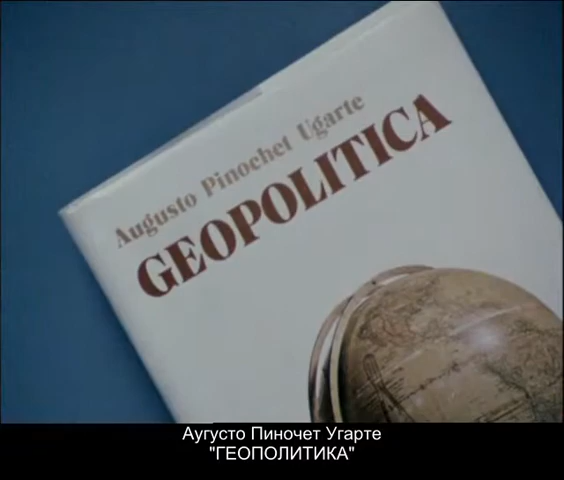 Augusto Pinochet Ugarte
GEOPOLITICA
Аугусто Пиночет Угарте
"ГЕОПОЛИТИКА"